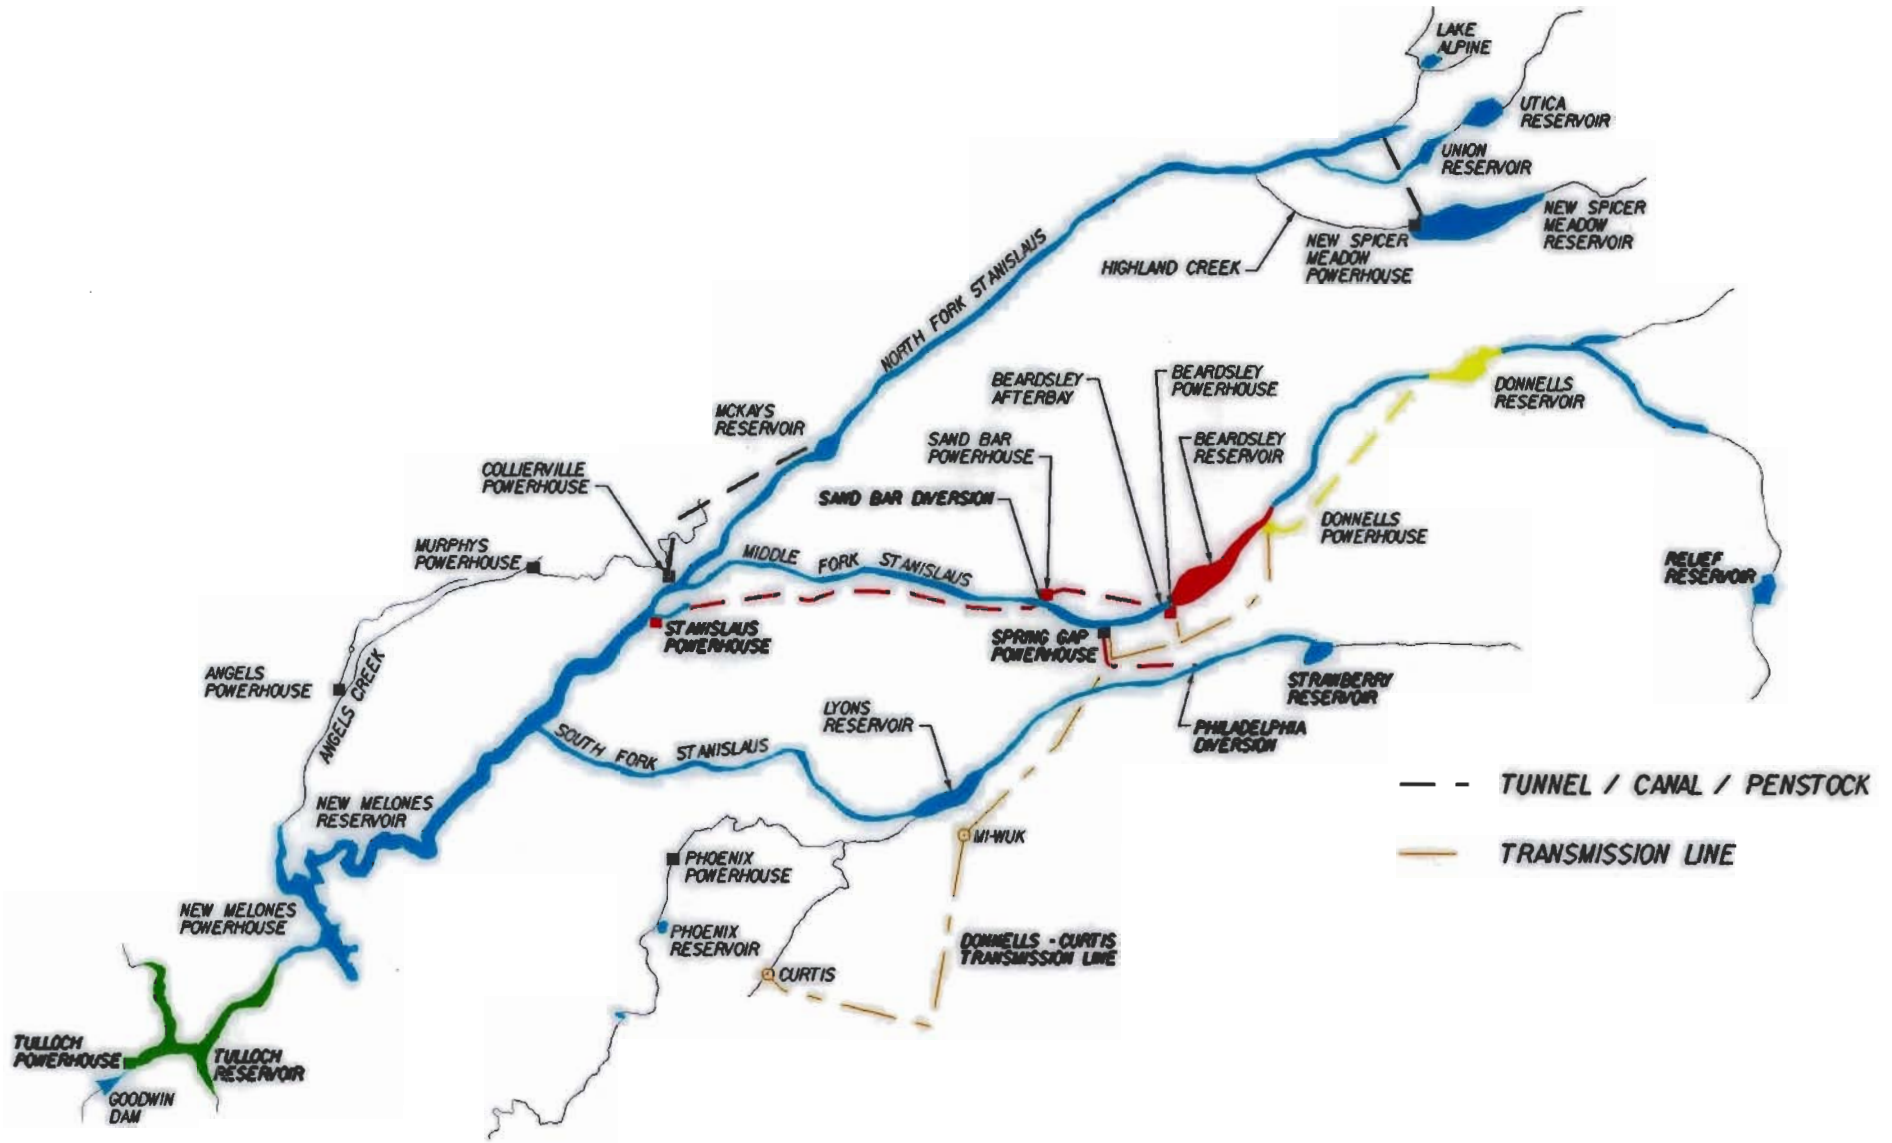 LAKE
ALPINE
UTICA
RESERVOIR
UNION
RESERVOIR
NEW SPICER
MEADOW
RESERVOIR
NEW SPICER
MEADOW
POWERHOUSE
HIGHLAND CREEK
NORTH FORK STANISLAUS
BEARDSLEY
AFTERBAY
BEARDSLEY
POWERHOUSE
DONNELLS
RESERVOIR
MCKAYS
RESERVOIR
SAND BAR
POWERHOUSE
BEARDSLEY
RESERVOIR
COLLIERVILLE
POWERHOUSE
SAND BAR DIVERSION
DONNELLS
POWERHOUSE
MURPHYS
POWERHOUSE
MIDDLE FORK STANISLAUS
RELIEF
RESERVOIR
STANISLAUS
POWERHOUSE
SPRING GAP
POWERHOUSE
ANGELS
POWERHOUSE
ANGELS CREEK
STRAWBERRY
RESERVOIR
LYONS
RESERVOIR
PHILADELPHIA
DIVERSION
SOUTH FORK STANISLAUS
TUNNEL / CANAL / PENSTOCK
NEW MELONES
RESERVOIR
MI-WUK
TRANSMISSION LINE
PHOENIX
POWERHOUSE
NEW MELONES
POWERHOUSE
PHOENIX
RESERVOIR
DONNELLS - CURTIS
TRANSMISSION LINE
CURTIS
TULLOCH
POWERHOUSE
TULLOCH
RESERVOIR
GOODWIN
DAM